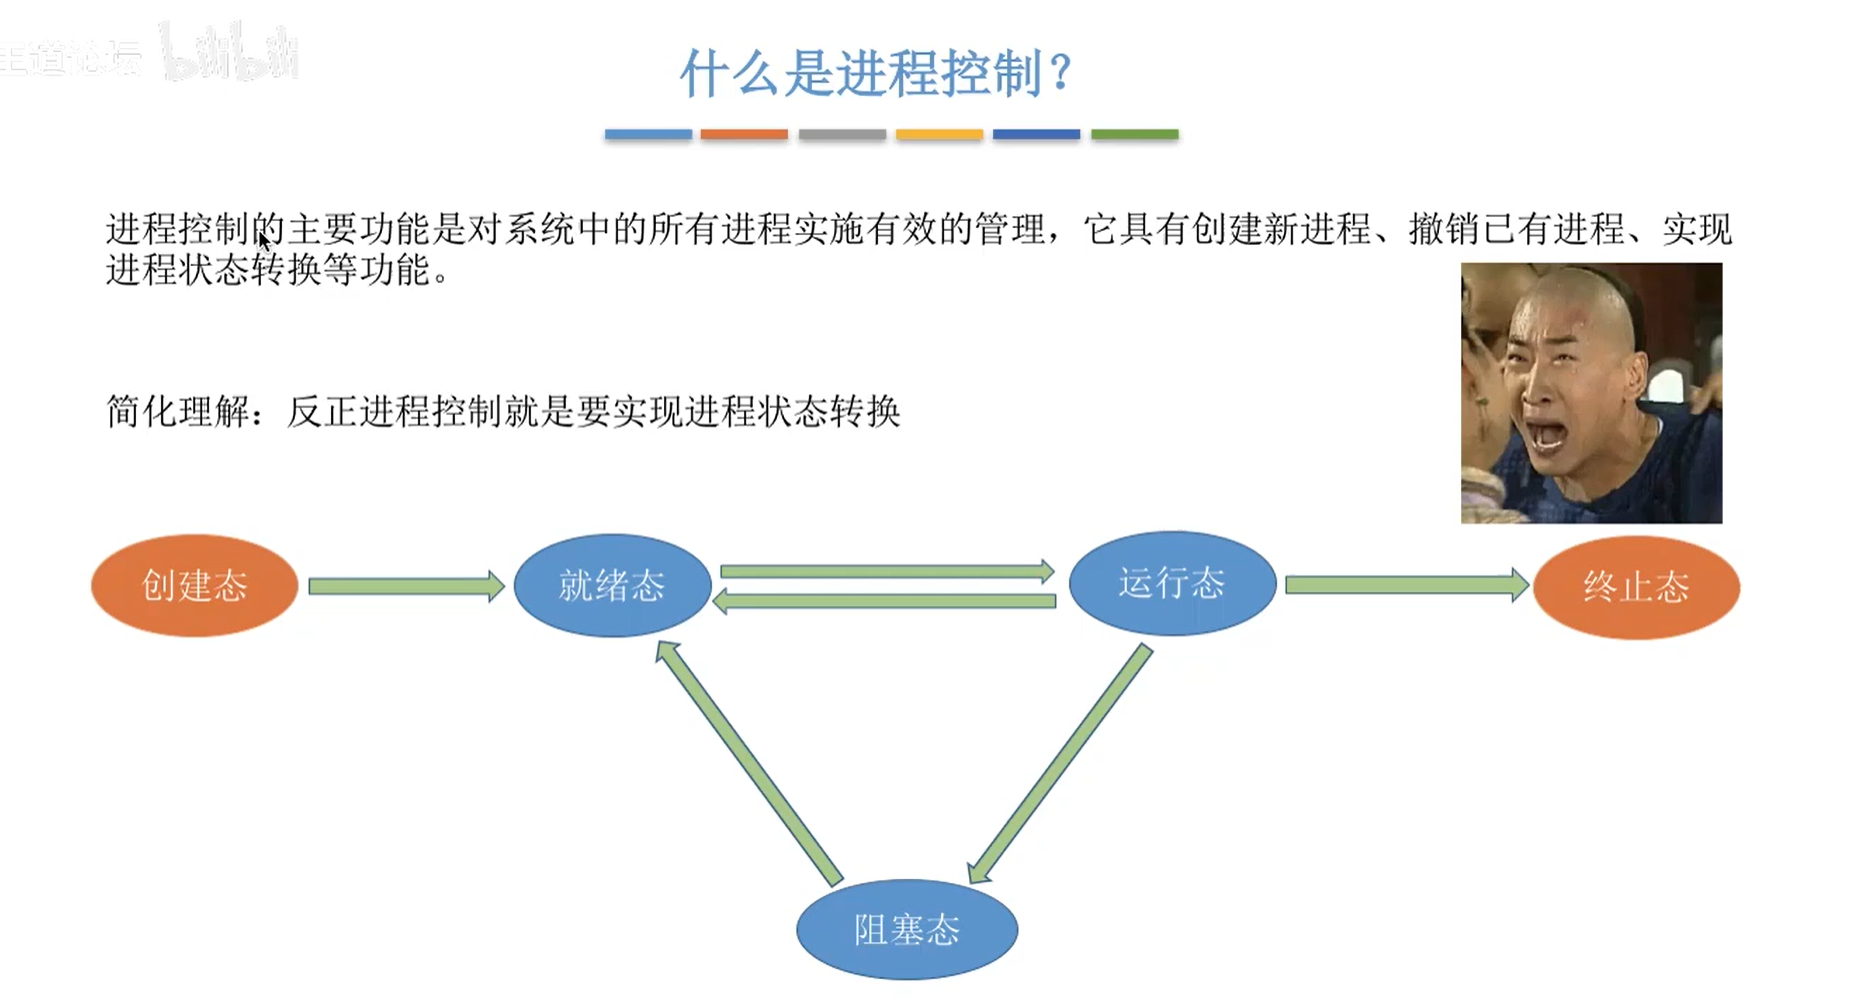 王道论坛 bilibili
什么是进程控制？
进程控制的主要功能是对系统中的所有进程实施有效的管理，它具有创建新进程、撤销已有进程、实现
进程状态转换等功能。
简化理解：反正进程控制就是要实现进程状态转换
创建态
就绪态
运行态
终止态
阻塞态